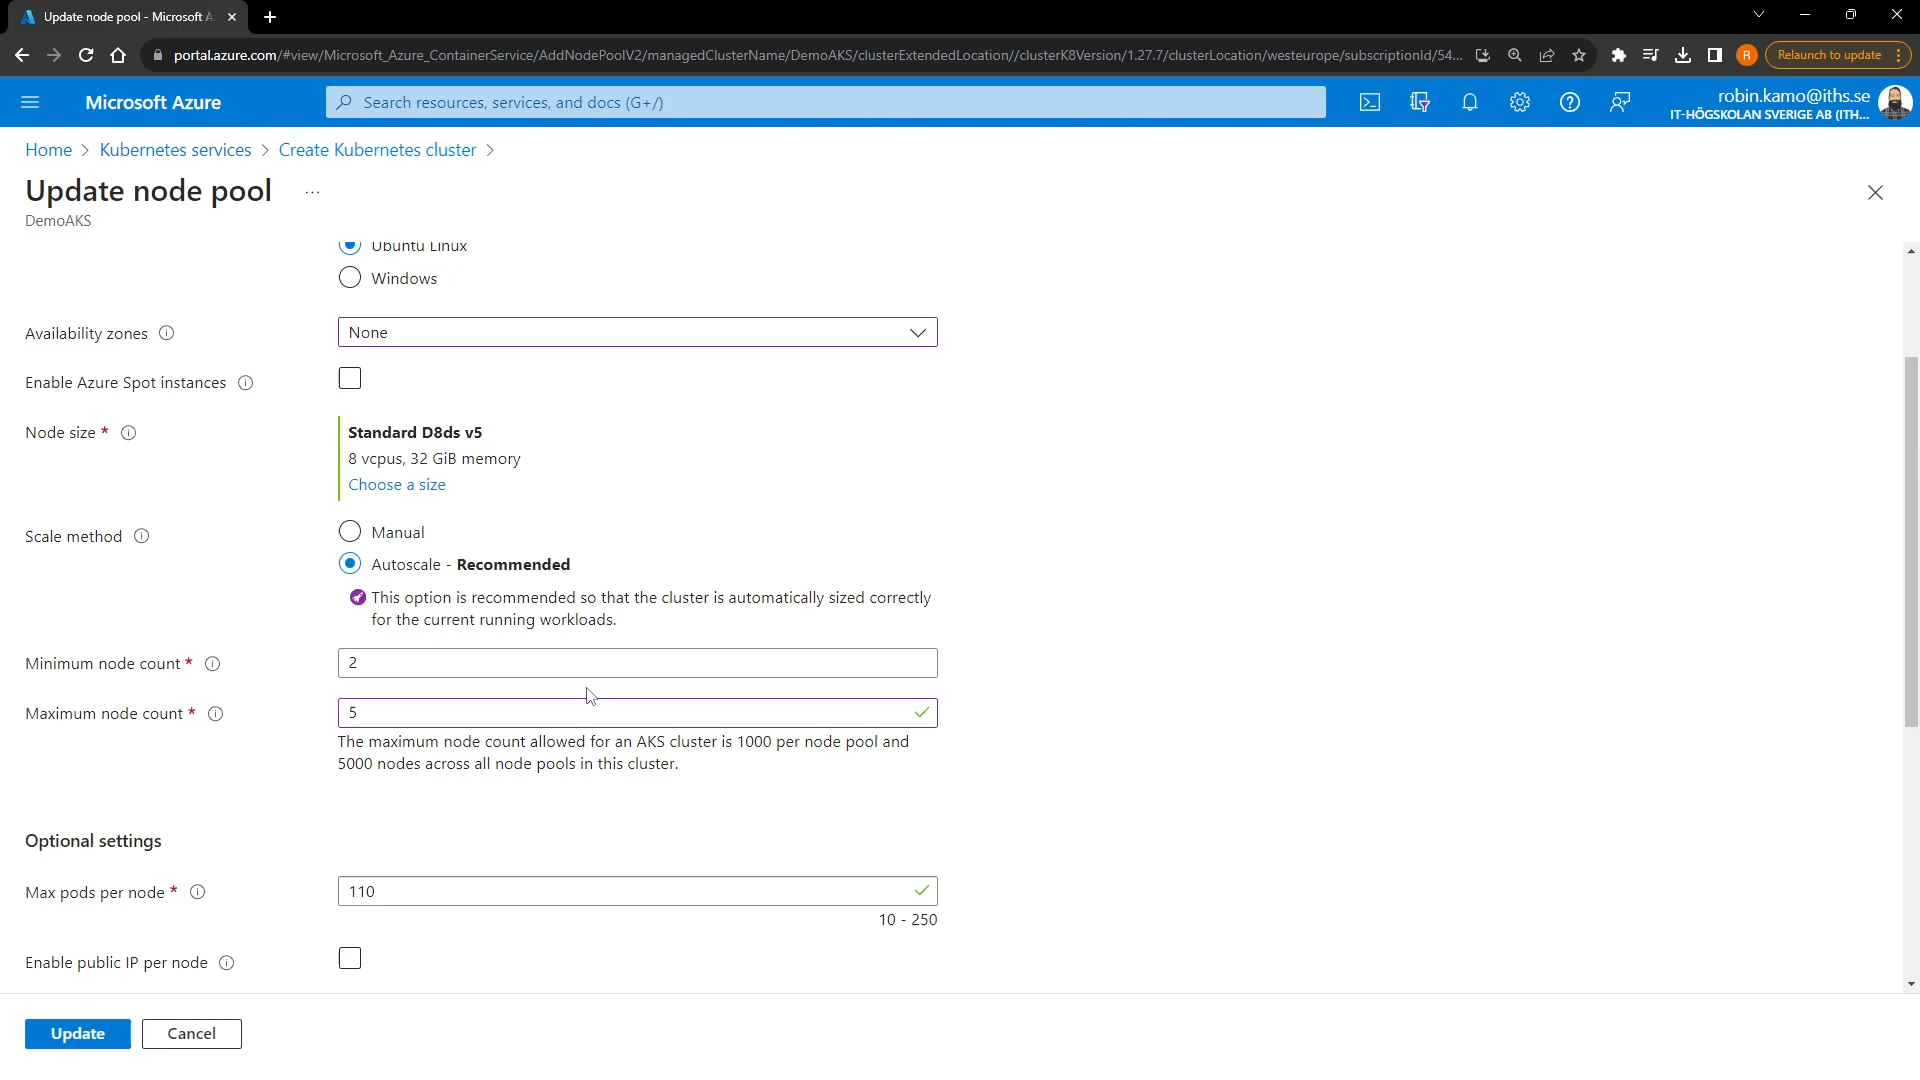 Update node pool - Microsoft A
portal.azure.com/#view/Microsoft_Azure_ContainerService/AddNodePoolV2/managedClusterName/DemoAKS/clusterExtendedLocation//clusterK8Version/1.27.7/clusterLocation/westeurope/subscriptionId/54...
R
Relaunch to update
Microsoft Azure
Search resources, services, and docs (G+/)
robin.kamo@iths.se
IT-HÖGSKOLAN SVERIGE AB (ITH...
Home > Kubernetes services > Create Kubernetes cluster >
Update node pool ...
DemoAKS
Ubuntu Linux
Windows
Availability zones
None
Enable Azure Spot instances
Node size *
Standard D8ds v5
8 vcpus, 32 GiB memory
Choose a size
Scale method
Manual
Autoscale - Recommended
This option is recommended so that the cluster is automatically sized correctly
for the current running workloads.
Minimum node count *
2
Maximum node count *
5
The maximum node count allowed for an AKS cluster is 1000 per node pool and
5000 nodes across all node pools in this cluster.
Optional settings
Max pods per node *
110
10 - 250
Enable public IP per node
Update
Cancel